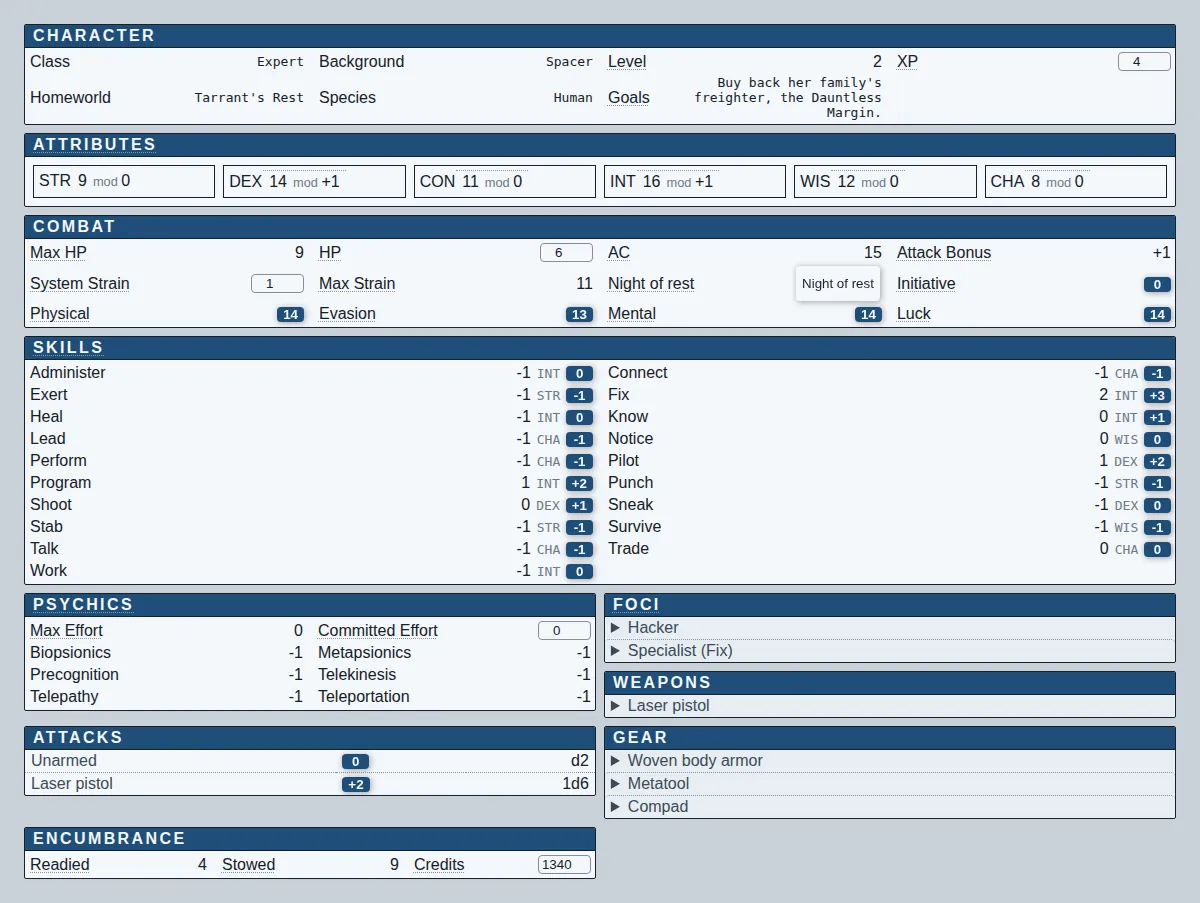 CHARACTER
Class Expert Background Spacer Level 2 XP 4
Homeworld Tarrant's Rest Species Human Goals Buy back her family's
freighter, the Dauntless
Margin.
ATTRIBUTES
STR 9 mod 0 DEX 14 mod +1 CON 11 mod 0 INT 16 mod +1 WIS 12 mod 0 CHA 8 mod 0
COMBAT
Max HP 9 HP 6 AC 15 Attack Bonus +1
System Strain 1 Max Strain 11 Night of rest Night of rest Initiative 0
Physical 14 Evasion 13 Mental 14 Luck 14
SKILLS
Administer -1 INT 0 Connect -1 CHA -1
Exert -1 STR -1 Fix 2 INT +3
Heal -1 INT 0 Know 0 INT +1
Lead -1 CHA -1 Notice 0 WIS 0
Perform -1 CHA -1 Pilot 1 DEX +2
Program 1 INT +2 Punch -1 STR -1
Shoot 0 DEX +1 Sneak -1 DEX 0
Stab -1 STR -1 Survive -1 WIS -1
Talk -1 CHA -1 Trade 0 CHA 0
Work -1 INT 0
PSYCHICS
Max Effort 0 Committed Effort 0
Biopsionics -1 Metapsionics -1
Precognition -1 Telekinesis -1
Telepathy -1 Teleportation -1
FOCI
Hacker
Specialist (Fix)
WEAPONS
Laser pistol
ATTACKS
Unarmed 0 d2
Laser pistol +2 1d6
GEAR
Woven body armor
Metatool
Compad
ENCUMBRANCE
Readied 4 Stowed 9 Credits 1340